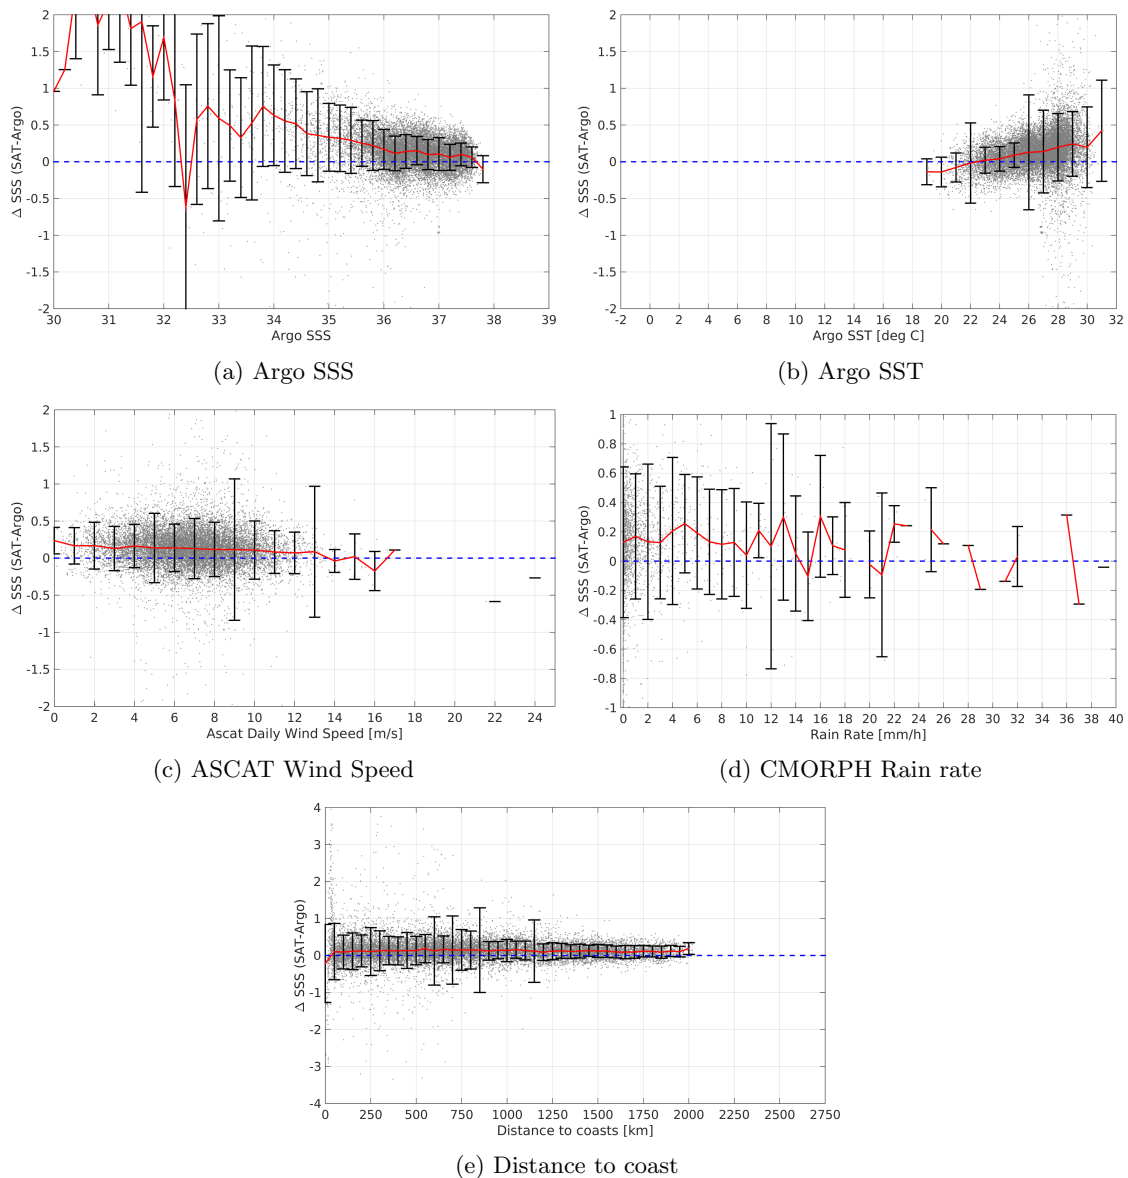 Δ SSS (SAT-Argo)
2
1.5
1
0.5
0
-0.5
-1
-1.5
-2
30 31 32 33 34 35 36 37 38 39
Argo SSS
(a) Argo SSS
Δ SSS (SAT-Argo)
2
1.5
1
0.5
0
-0.5
-1
-1.5
-2
-2 0 2 4 6 8 10 12 14 16 18 20 22 24 26 28 30 32
Argo SST [deg C]
(b) Argo SST
Δ SSS (SAT-Argo)
2
1.5
1
0.5
0
-0.5
-1
-1.5
-2
0 2 4 6 8 10 12 14 16 18 20 22 24
Ascat Daily Wind Speed [m/s]
(c) ASCAT Wind Speed
Δ SSS (SAT-Argo)
1
0.8
0.6
0.4
0.2
0
-0.2
-0.4
-0.6
-0.8
-1
0 2 4 6 8 10 12 14 16 18 20 22 24 26 28 30 32 34 36 38 40
Rain Rate [mm/h]
(d) CMORPH Rain rate
Δ SSS (SAT-Argo)
4
3
2
1
0
-1
-2
-3
-4
0 250 500 750 1000 1250 1500 1750 2000 2250 2500 2750
Distance to coasts [km]
(e) Distance to coast